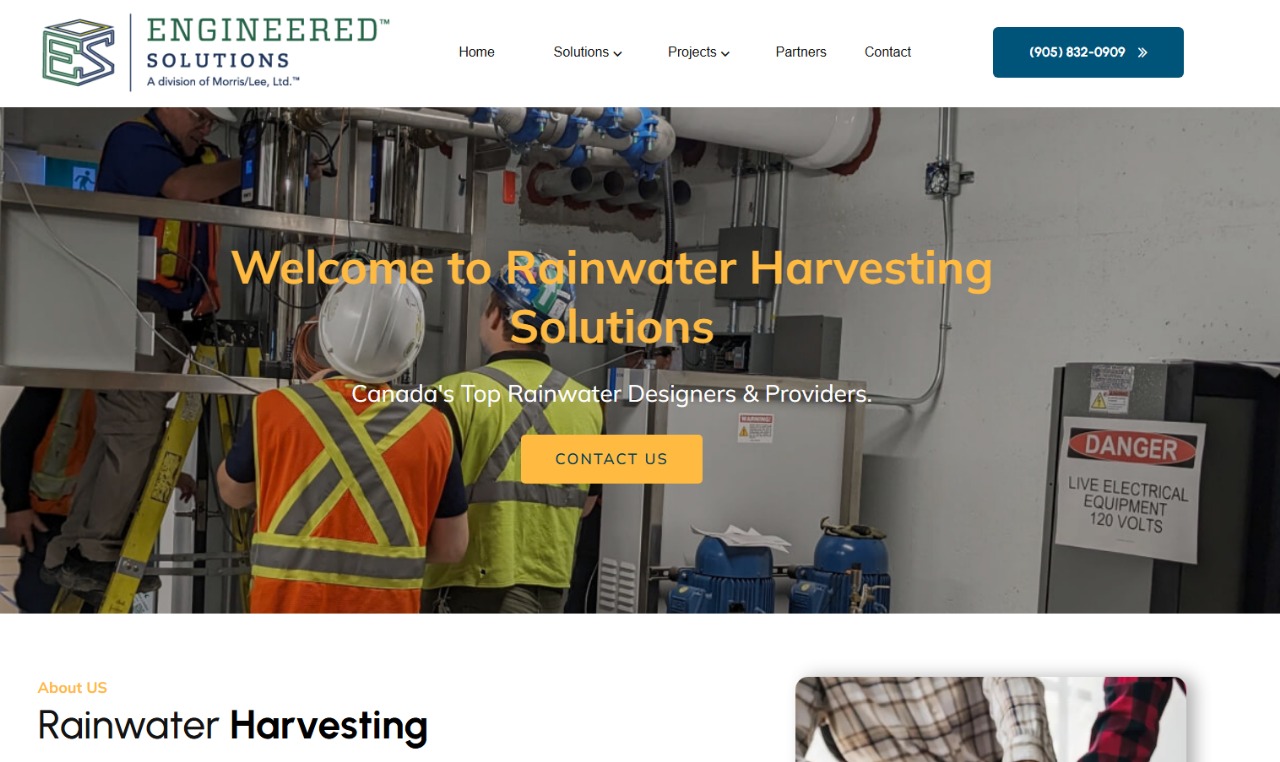 ES
ENGINEERED™
SOLUTIONS
A division of Morris/Lee, Ltd.™
Home
Solutions
Projects
Partners
Contact
(905) 832-0909
Welcome to Rainwater Harvesting
Solutions
Canada's Top Rainwater Designers & Providers.
CONTACT US
WARNING
DANGER
LIVE ELECTRICAL
EQUIPMENT
120 VOLTS
About US
Rainwater Harvesting